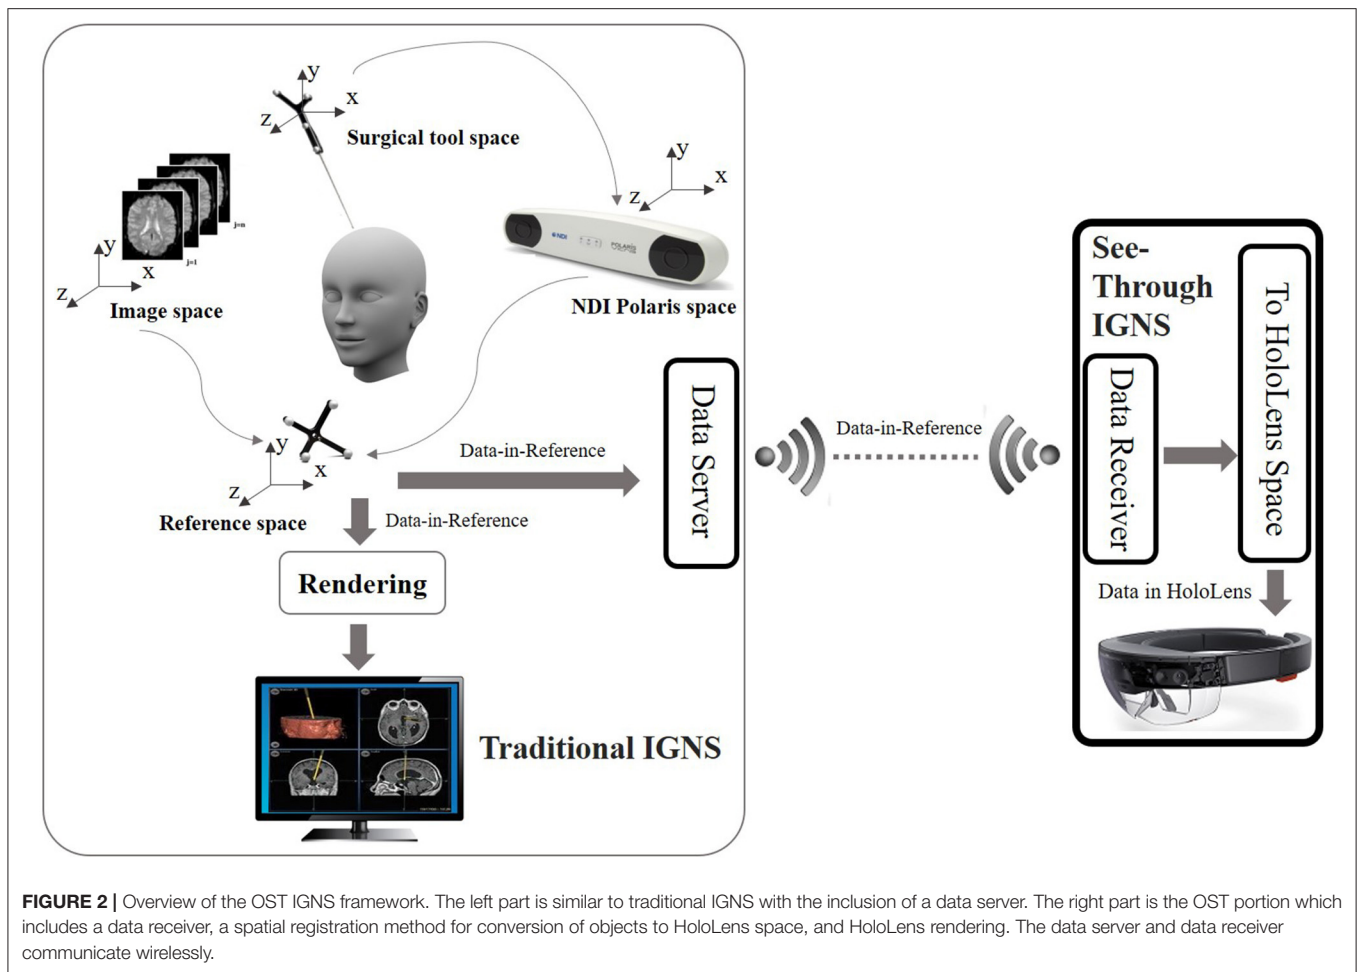 y
x
z
Surgical tool space
y
x
z
j=n
j=1
NDI
POLARIS
y
x
z
Image space
NDI Polaris space
See-
Through
IGNS
To HoloLens Space
Data Receiver
Data Server
Data-in-Reference
Data-in-Reference
y
x
z
Reference space
Data-in-Reference
Rendering
Data in HoloLens
Traditional IGNS
FIGURE 2 | Overview of the OST IGNS framework. The left part is similar to traditional IGNS with the inclusion of a data server. The right part is the OST portion which
includes a data receiver, a spatial registration method for conversion of objects to HoloLens space, and HoloLens rendering. The data server and data receiver
communicate wirelessly.